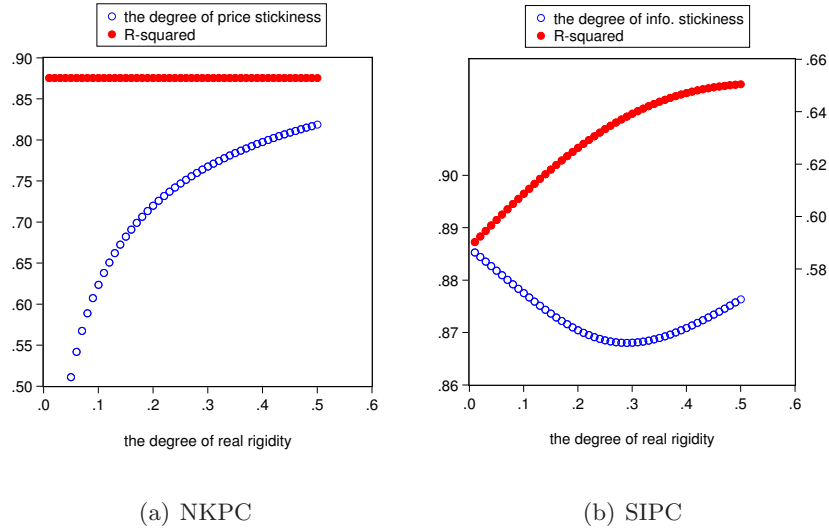 the degree of price stickiness
R-squared
.90
.85
.80
.75
.70
.65
.60
.55
.50
.0 .1 .2 .3 .4 .5 .6
the degree of real rigidity
(a) NKPC
the degree of info. stickiness
R-squared
.90
.89
.88
.87
.86
.66
.64
.62
.60
.58
.0 .1 .2 .3 .4 .5 .6
the degree of real rigidity
(b) SIPC